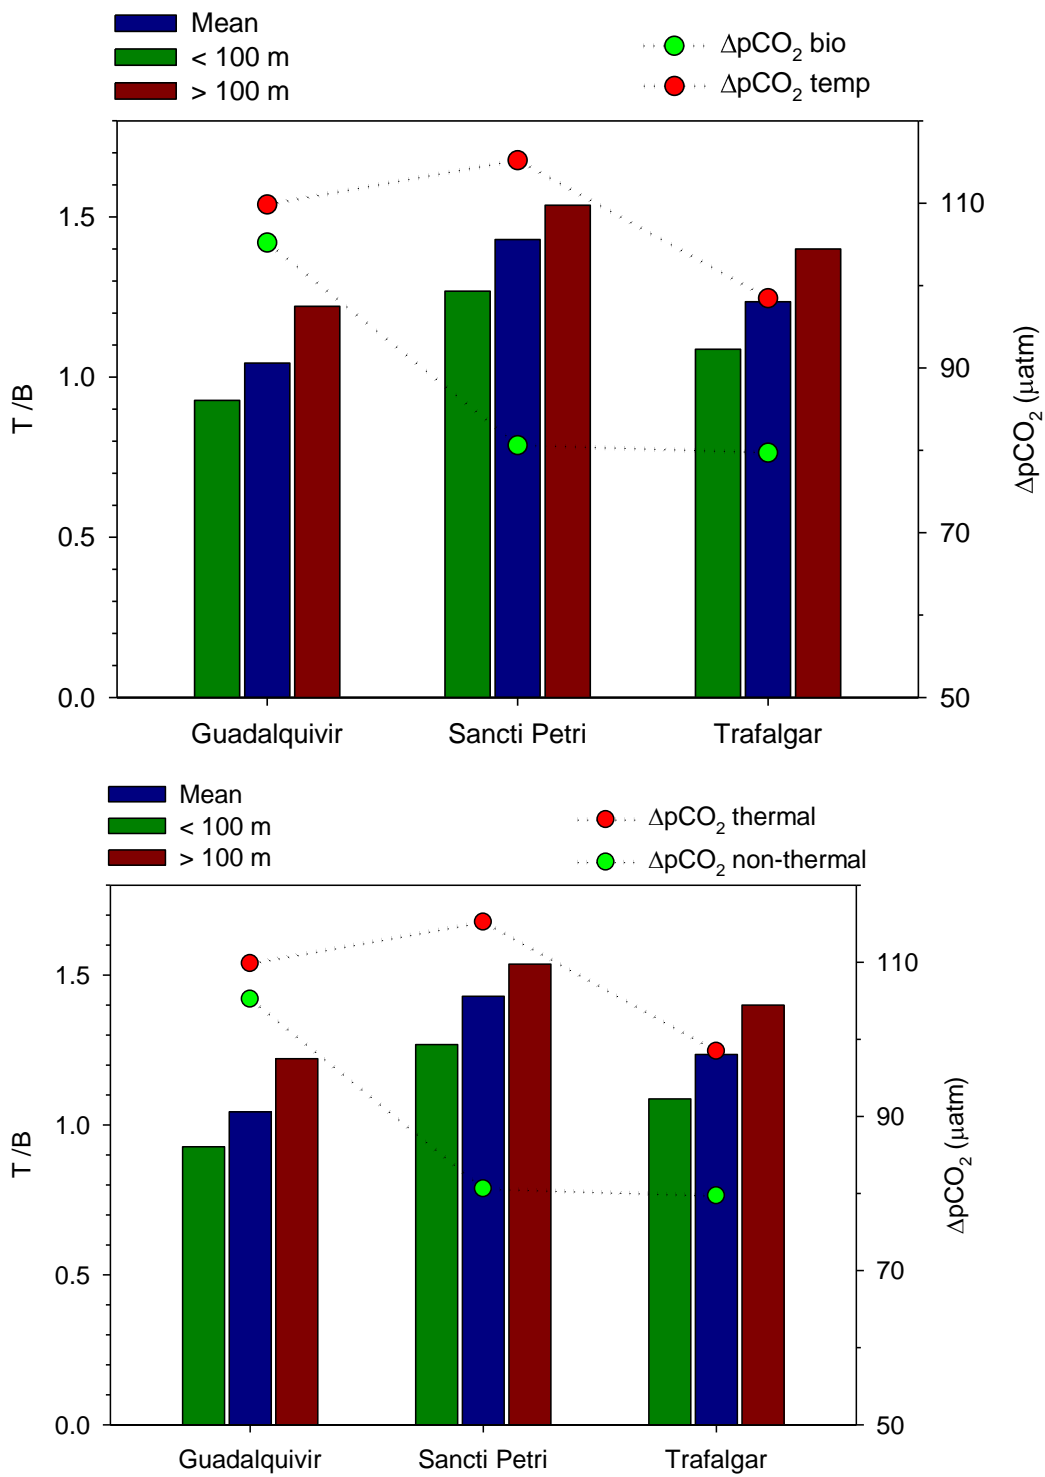 Mean
< 100 m
> 100 m
ΔpCO₂ bio
ΔpCO₂ temp
1.5
1.0
0.5
0.0
T /B
110
90
70
50
ΔpCO₂ (μatm)
Guadalquivir
Sancti Petri
Trafalgar
Mean
< 100 m
> 100 m
ΔpCO₂ thermal
ΔpCO₂ non-thermal
1.5
1.0
0.5
0.0
T /B
110
90
70
50
ΔpCO₂ (μatm)
Guadalquivir
Sancti Petri
Trafalgar